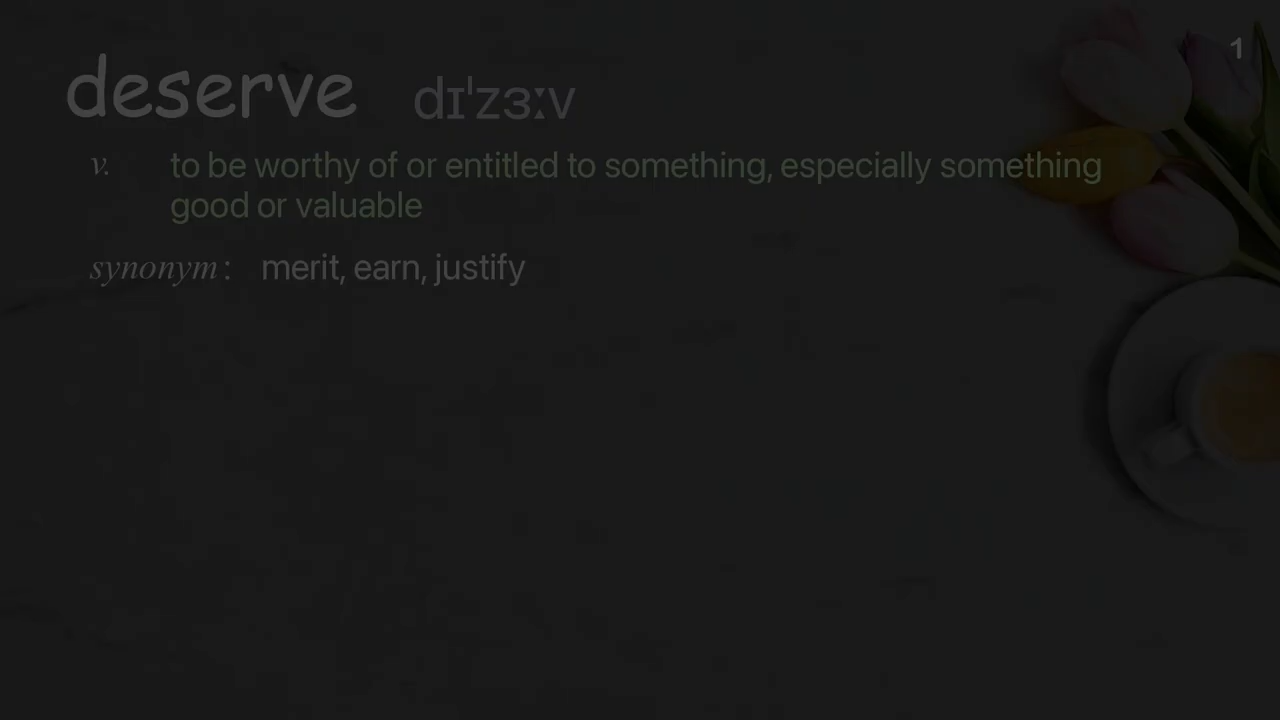 1
deserve dɪˈzɜːv
v. to be worthy of or entitled to something, especially something
good or valuable
synonym : merit, earn, justify